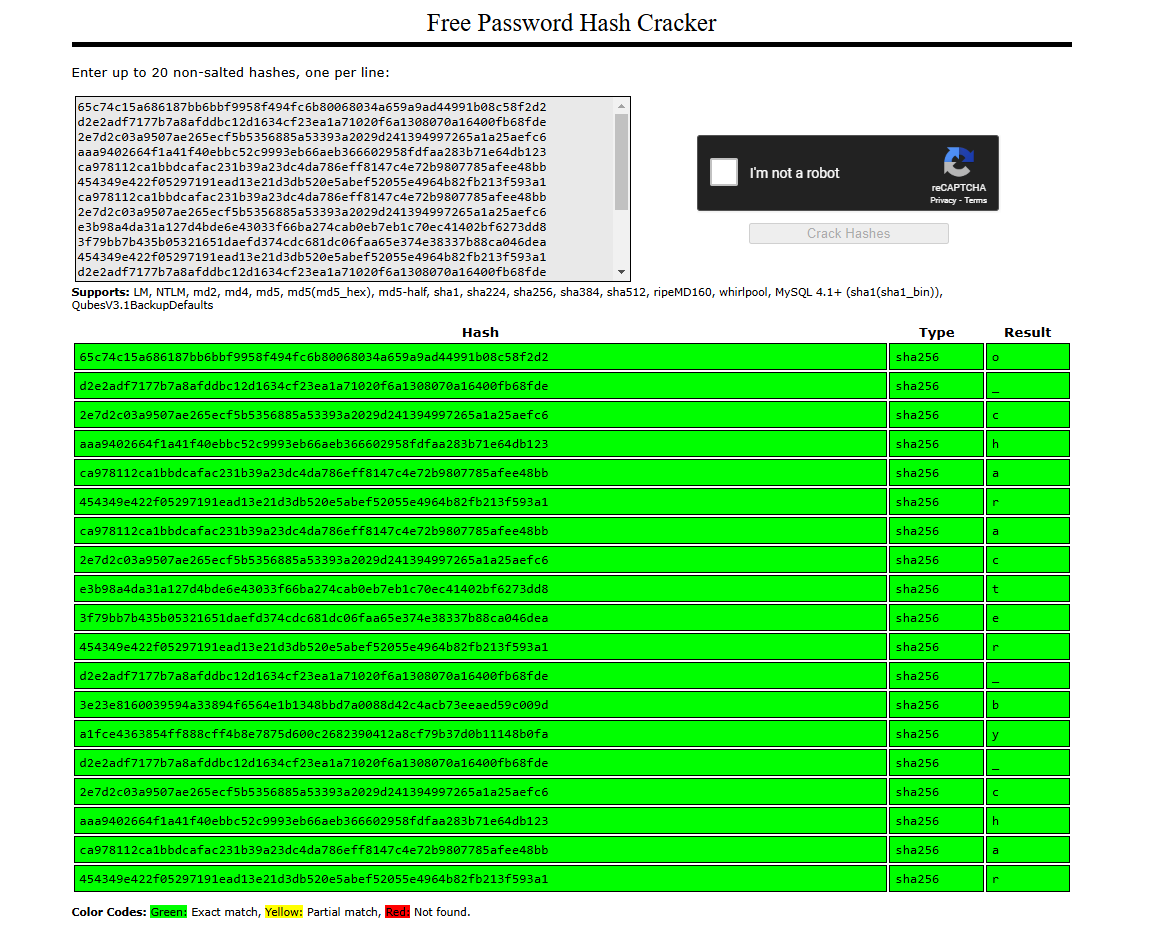 Free Password Hash Cracker
Enter up to 20 non-salted hashes, one per line:
65c74c15a686187bb6bbf9958f494fc6b80068034a659a9ad44991b08c58f2d2
d2e2adf7177b7a8afddbc12d1634cf23ea1a71020f6a1308070a16400fb68fde
2e7d2c03a9507ae265ecf5b5356885a53393a2029d241394997265a1a25aefc6
aaa9402664f1a41f40ebbc52c9993eb66aeb366602958fdfaa283b71e64db123
ca978112ca1bbdcafac231b39a23dc4da786eff8147c4e72b9807785afee48bb
454349e422f05297191ead13e21d3db520e5abef52055e4964b82fb213f593a1
ca978112ca1bbdcafac231b39a23dc4da786eff8147c4e72b9807785afee48bb
2e7d2c03a9507ae265ecf5b5356885a53393a2029d241394997265a1a25aefc6
e3b98a4da31a127d4bde6e43033f66ba274cab0eb7eb1c70ec41402bf6273dd8
3f79bb7b435b05321651daefd374cdc681dc06faa65e374e38337b88ca046dea
454349e422f05297191ead13e21d3db520e5abef52055e4964b82fb213f593a1
d2e2adf7177b7a8afddbc12d1634cf23ea1a71020f6a1308070a16400fb68fde
I'm not a robot
reCAPTCHA
Privacy - Terms
Crack Hashes
Supports: LM, NTLM, md2, md4, md5, md5(md5_hex), md5-half, sha1, sha224, sha256, sha384, sha512, ripeMD160, whirlpool, MySQL 4.1+ (sha1(sha1_bin)),
QubesV3.1BackupDefaults
Hash Type Result
65c74c15a686187bb6bbf9958f494fc6b80068034a659a9ad44991b08c58f2d2 sha256 o
d2e2adf7177b7a8afddbc12d1634cf23ea1a71020f6a1308070a16400fb68fde sha256 _
2e7d2c03a9507ae265ecf5b5356885a53393a2029d241394997265a1a25aefc6 sha256 c
aaa9402664f1a41f40ebbc52c9993eb66aeb366602958fdfaa283b71e64db123 sha256 h
ca978112ca1bbdcafac231b39a23dc4da786eff8147c4e72b9807785afee48bb sha256 a
454349e422f05297191ead13e21d3db520e5abef52055e4964b82fb213f593a1 sha256 r
ca978112ca1bbdcafac231b39a23dc4da786eff8147c4e72b9807785afee48bb sha256 a
2e7d2c03a9507ae265ecf5b5356885a53393a2029d241394997265a1a25aefc6 sha256 c
e3b98a4da31a127d4bde6e43033f66ba274cab0eb7eb1c70ec41402bf6273dd8 sha256 t
3f79bb7b435b05321651daefd374cdc681dc06faa65e374e38337b88ca046dea sha256 e
454349e422f05297191ead13e21d3db520e5abef52055e4964b82fb213f593a1 sha256 r
d2e2adf7177b7a8afddbc12d1634cf23ea1a71020f6a1308070a16400fb68fde sha256 _
3e23e8160039594a33894f6564e1b1348bbd7a0088d42c4acb73eeaed59c009d sha256 b
a1fce4363854ff888cff4b8e7875d600c2682390412a8cf79b37d0b11148b0fa sha256 y
d2e2adf7177b7a8afddbc12d1634cf23ea1a71020f6a1308070a16400fb68fde sha256 _
2e7d2c03a9507ae265ecf5b5356885a53393a2029d241394997265a1a25aefc6 sha256 c
aaa9402664f1a41f40ebbc52c9993eb66aeb366602958fdfaa283b71e64db123 sha256 h
ca978112ca1bbdcafac231b39a23dc4da786eff8147c4e72b9807785afee48bb sha256 a
454349e422f05297191ead13e21d3db520e5abef52055e4964b82fb213f593a1 sha256 r
Color Codes: Green: Exact match, Yellow: Partial match, Red: Not found.